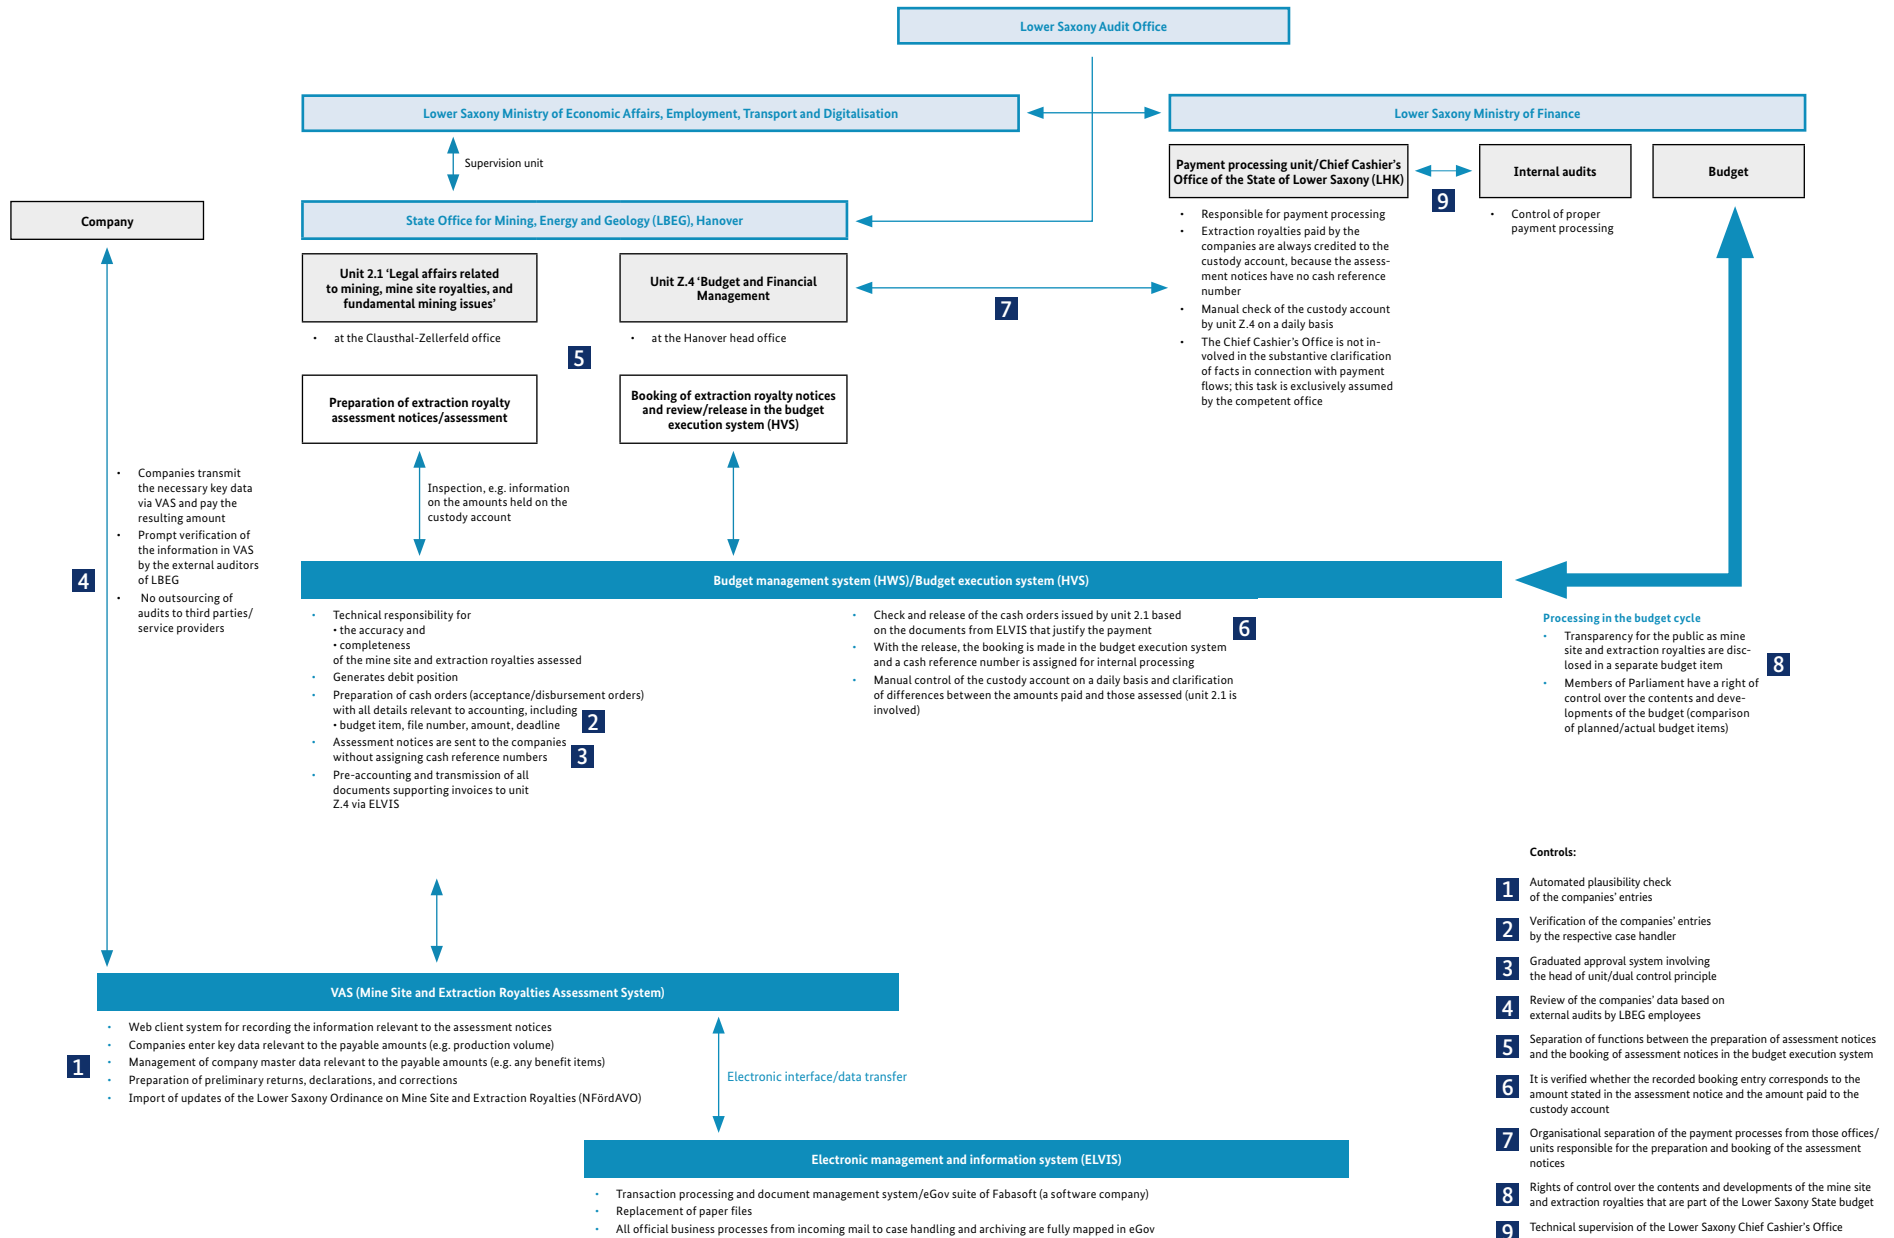 Lower Saxony Audit Office
Lower Saxony Ministry of Economic Affairs, Employment, Transport and Digitalisation
Lower Saxony Ministry of Finance
Supervision unit
Payment processing unit/Chief Cashier's
Office of the State of Lower Saxony (LHK)
9
Internal audits
Budget
Company
State Office for Mining, Energy and Geology (LBEG), Hanover
• Responsible for payment processing
• Extraction royalties paid by the
companies are always credited to the
custody account, because the assess-
ment notices have no cash reference
number
• Manual check of the custody account
by unit Z.4 on a daily basis
• The Chief Cashier's Office is not in-
volved in the substantive clarification
of facts in connection with payment
flows; this task is exclusively assumed
by the competent office
• Control of proper
payment processing
Unit 2.1 ‘Legal affairs related
to mining, mine site royalties, and
fundamental mining issues’
Unit Z.4 ‘Budget and Financial
Management
7
• at the Clausthal-Zellerfeld office
• at the Hanover head office
5
Preparation of extraction royalty
assessment notices/assessment
Booking of extraction royalty notices
and review/release in the budget
execution system (HVS)
• Companies transmit
the necessary key data
via VAS and pay the
resulting amount
• Prompt verification of
the information in VAS
by the external auditors
of LBEG
• No outsourcing of
audits to third parties/
service providers
4
Inspection, e.g. information
on the amounts held on the
custody account
Budget management system (HWS)/Budget execution system (HVS)
• Technical responsibility for
• the accuracy and
• completeness
of the mine site and extraction royalties assessed
• Generates debit position
• Preparation of cash orders (acceptance/disbursement orders)
with all details relevant to accounting, including
• budget item, file number, amount, deadline
2
• Assessment notices are sent to the companies
without assigning cash reference numbers
3
• Pre-accounting and transmission of all
documents supporting invoices to unit
Z.4 via ELVIS
• Check and release of the cash orders issued by unit 2.1 based
on the documents from ELVIS that justify the payment
6
• With the release, the booking is made in the budget execution system
and a cash reference number is assigned for internal processing
• Manual control of the custody account on a daily basis and clarification
of differences between the amounts paid and those assessed (unit 2.1 is
involved)
Processing in the budget cycle
• Transparency for the public as mine
site and extraction royalties are disc-
losed in a separate budget item
8
• Members of Parliament have a right of
control over the contents and deve-
lopments of the budget (comparison
of planned/actual budget items)
VAS (Mine Site and Extraction Royalties Assessment System)
• Web client system for recording the information relevant to the assessment notices
• Companies enter key data relevant to the payable amounts (e.g. production volume)
1
• Management of company master data relevant to the payable amounts (e.g. any benefit items)
• Preparation of preliminary returns, declarations, and corrections
• Import of updates of the Lower Saxony Ordinance on Mine Site and Extraction Royalties (NFördAVO)
Electronic interface/data transfer
Electronic management and information system (ELVIS)
• Transaction processing and document management system/eGov suite of Fabasoft (a software company)
• Replacement of paper files
• All official business processes from incoming mail to case handling and archiving are fully mapped in eGov
Controls:
1 Automated plausibility check
of the companies' entries
2 Verification of the companies' entries
by the respective case handler
3 Graduated approval system involving
the head of unit/dual control principle
4 Review of the companies' data based on
external audits by LBEG employees
5 Separation of functions between the preparation of assessment notices
and the booking of assessment notices in the budget execution system
6 It is verified whether the recorded booking entry corresponds to the
amount stated in the assessment notice and the amount paid to the
custody account
7 Organisational separation of the payment processes from those offices/
units responsible for the preparation and booking of the assessment
notices
8 Rights of control over the contents and developments of the mine site
and extraction royalties that are part of the Lower Saxony State budget
9 Technical supervision of the Lower Saxony Chief Cashier's Office